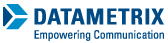 DATAMETRIX
Empowering Communication